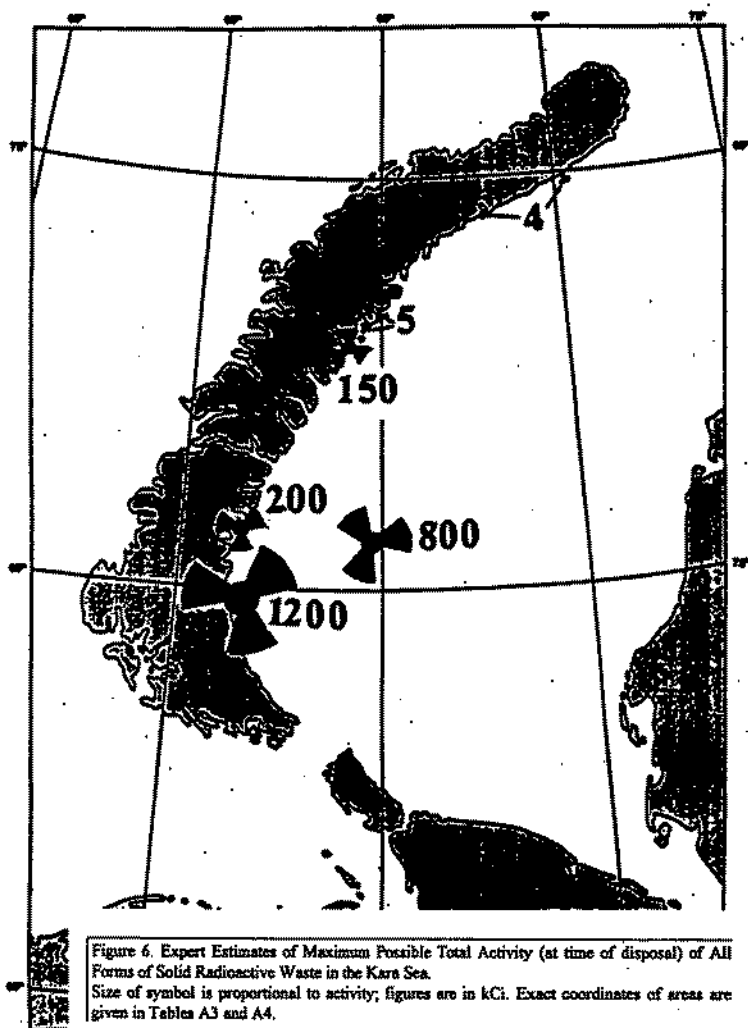 4
5
150
200
800
1200
Figure 6. Expert Estimates of Maximum Possible Total Activity (at time of disposal) of All
Forms of Solid Radioactive Waste in the Kara Sea.
Size of symbol is proportional to activity; figures are in kCi. Exact coordinates of areas are
given in Tables A3 and A4.